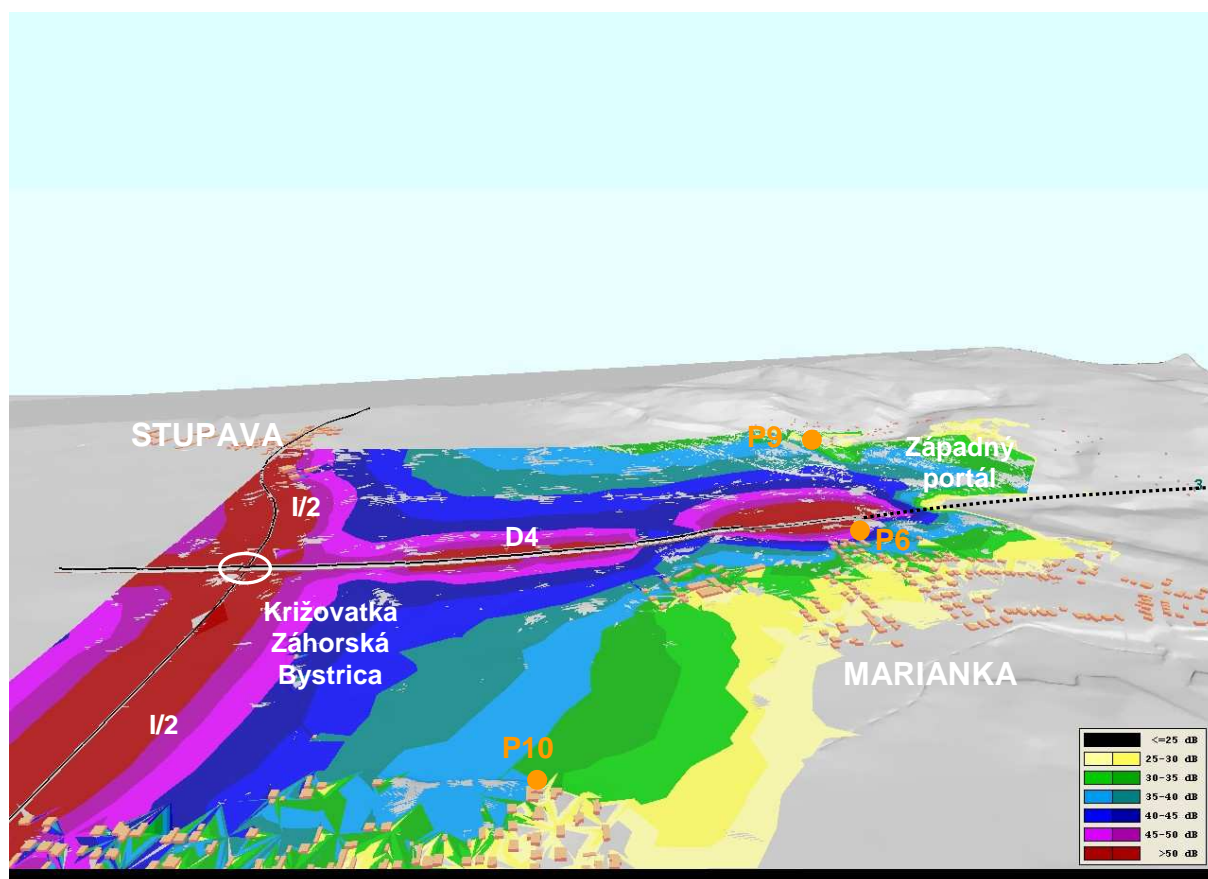 STUPAVA
P9
Západný
portál
3
I/2
D4
P6
Križovatka
Záhorská
Bystrica
MARIANKA
I/2
P10
<=25 dB
25-30 dB
30-35 dB
35-40 dB
40-45 dB
45-50 dB
>50 dB